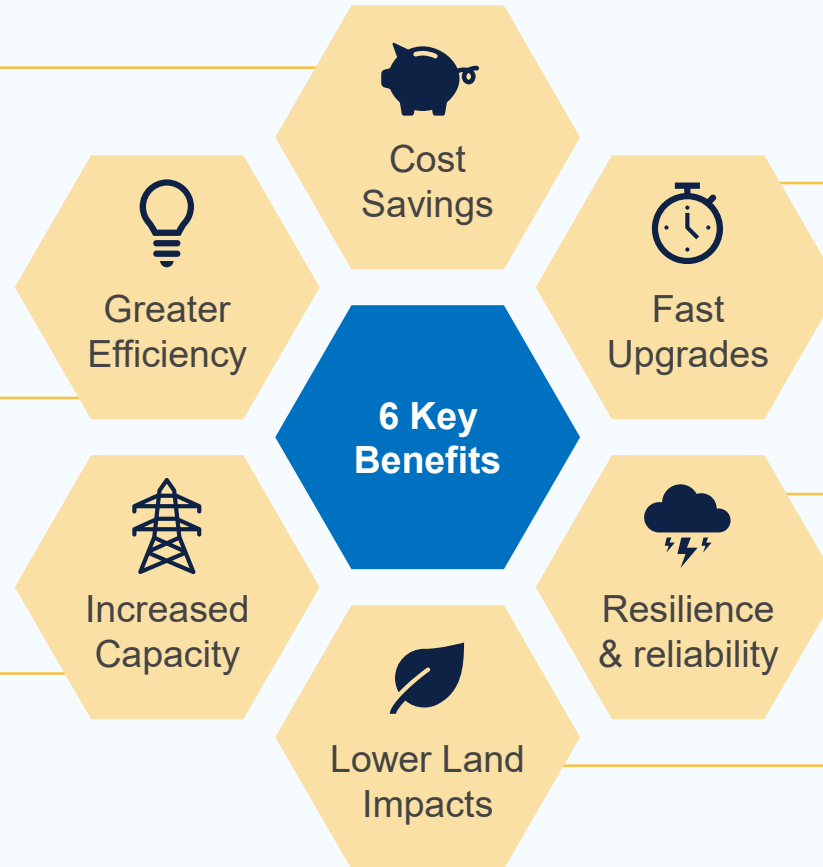 Cost
Savings
Greater
Efficiency
Fast
Upgrades
6 Key
Benefits
Increased
Capacity
Resilience
& reliability
Lower Land
Impacts